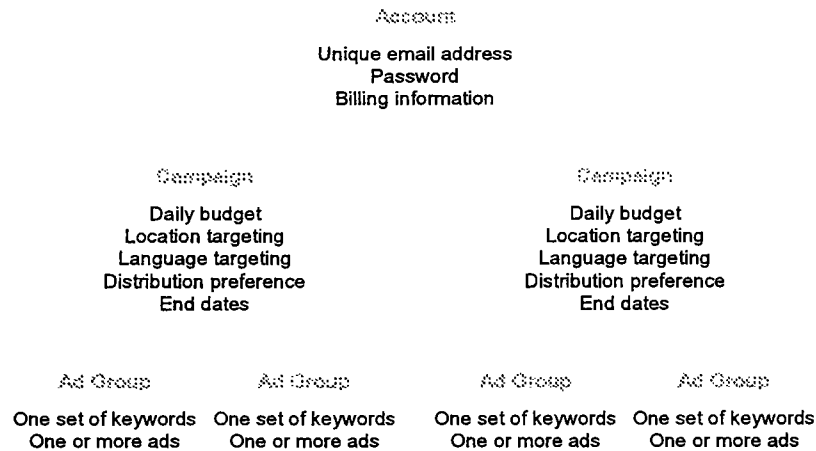 Account
Unique email address
Password
Billing information
Campaign
Campaign
Daily budget
Location targeting
Language targeting
Distribution preference
End dates
Daily budget
Location targeting
Language targeting
Distribution preference
End dates
Ad Group
Ad Group
Ad Group
Ad Group
One set of keywords
One or more ads
One set of keywords
One or more ads
One set of keywords
One or more ads
One set of keywords
One or more ads